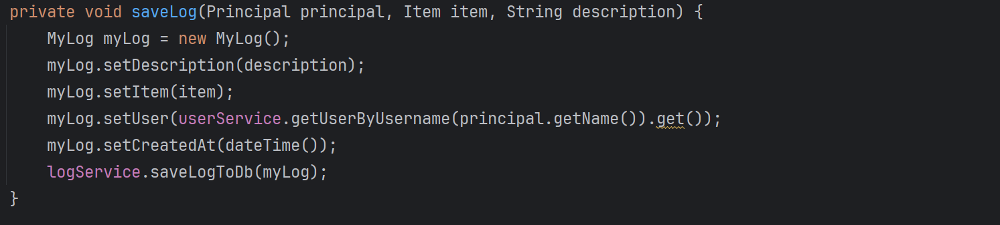 private void saveLog(Principal principal, Item item, String description) {
    MyLog myLog = new MyLog();
    myLog.setDescription(description);
    myLog.setItem(item);
    myLog.setUser(userService.getUserByUsername(principal.getName()).get());
    myLog.setCreatedAt(dateTime());
    logService.saveLogToDb(myLog);
}